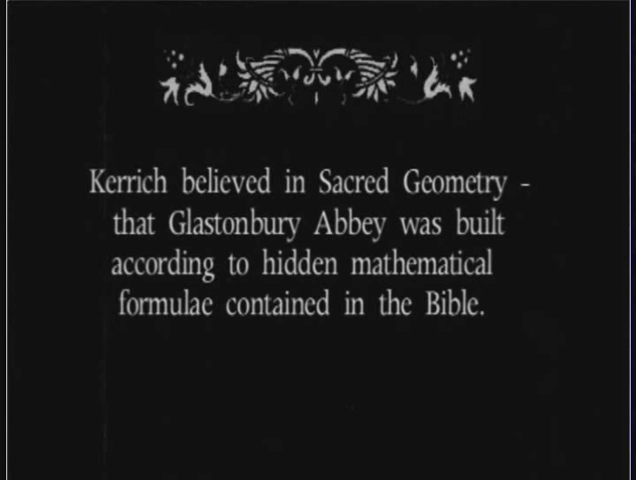 Kerrich believed in Sacred Geometry -
that Glastonbury Abbey was built
according to hidden mathematical
formulae contained in the Bible.